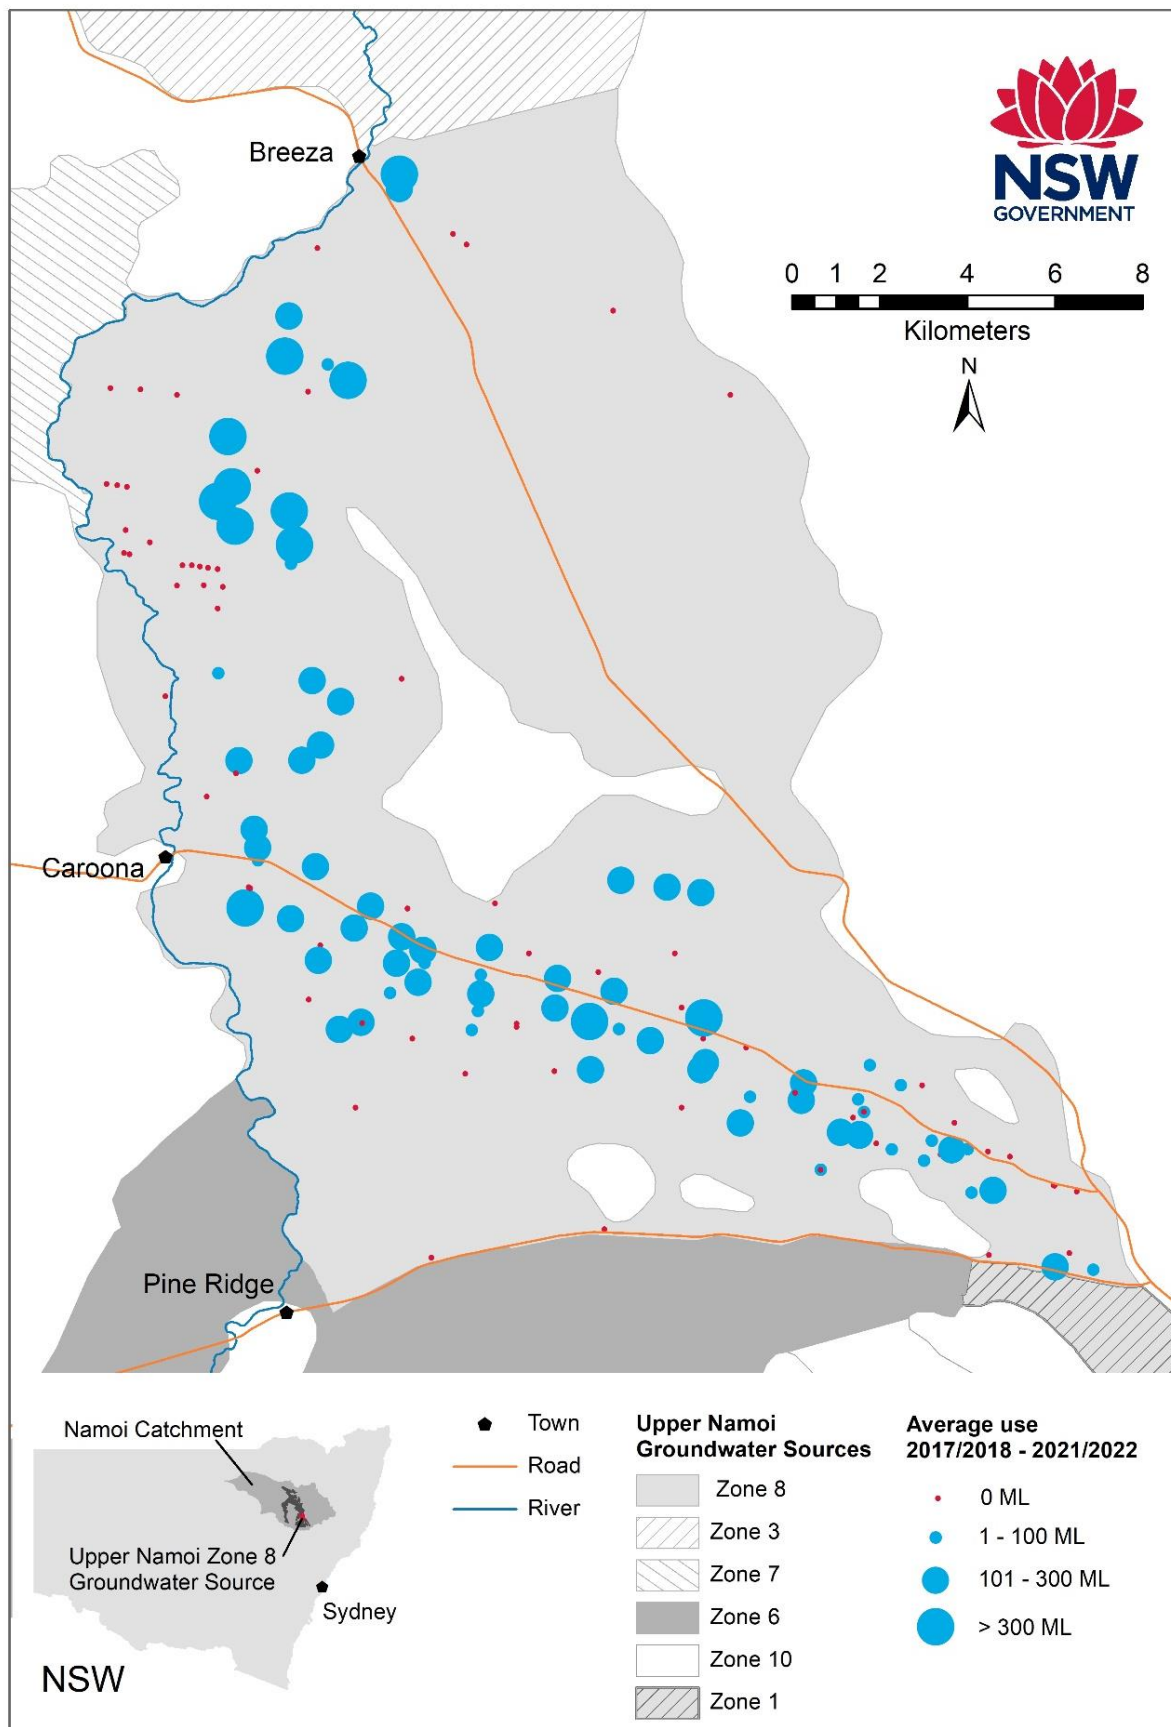 Breeza
NSW
GOVERNMENT
0 1 2 4 6 8
Kilometers
N
Caroona
Pine Ridge
Namoi Catchment
Upper Namoi Zone 8
Groundwater Source
Sydney
NSW
Town
Road
River
Upper Namoi
Groundwater Sources
Zone 8
Zone 3
Zone 7
Zone 6
Zone 10
Zone 1
Average use
2017/2018 - 2021/2022
0 ML
1 - 100 ML
101 - 300 ML
> 300 ML